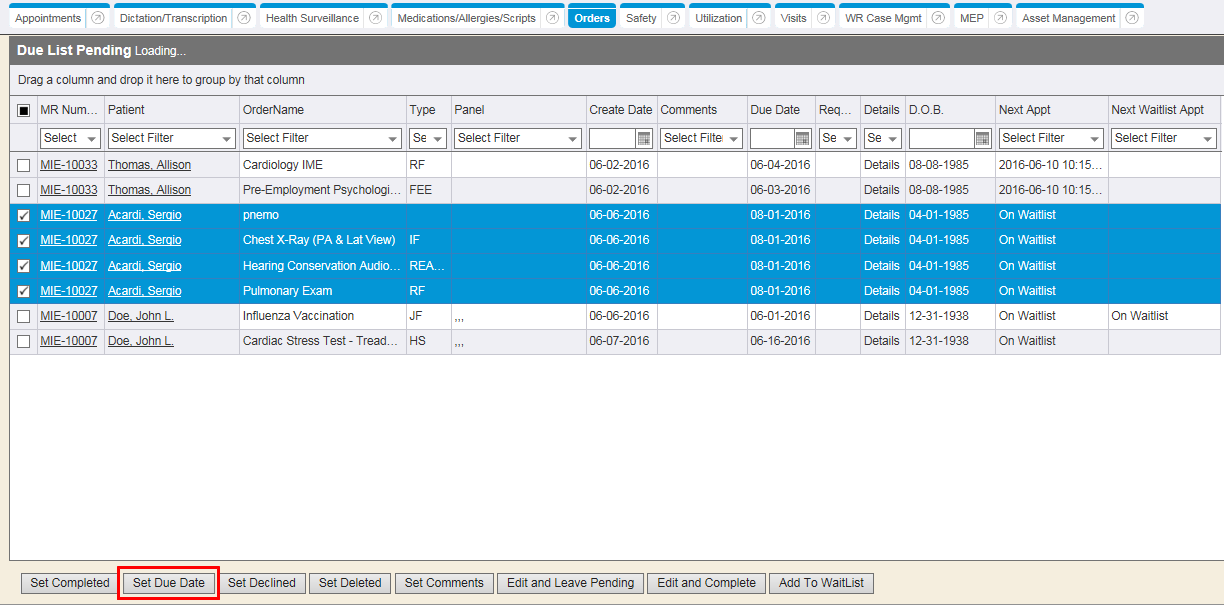 Appointments Dictation/Transcription Health Surveillance Medications/Allergies/Scripts Orders Safety Utilization Visits WR Case Mgmt MEP Asset Management
Due List Pending Loading...
Drag a column and drop it here to group by that column
MR Num... Patient OrderName Type Panel Create Date Comments Due Date Req... Details D.O.B. Next Appt Next Waitlist Appt
Select Select Filter Select Filter Se Select Filter Select Filter Se Se Select Filter Select Filter
MIE-10033 Thomas, Allison Cardiology IME RF 06-02-2016 06-04-2016 Details 08-08-1985 2016-06-10 10:15...
MIE-10033 Thomas, Allison Pre-Employment Psychologi... FEE 06-02-2016 06-03-2016 Details 08-08-1985 2016-06-10 10:15...
MIE-10027 Acardi, Sergio pnemo 06-06-2016 08-01-2016 Details 04-01-1985 On Waitlist
MIE-10027 Acardi, Sergio Chest X-Ray (PA & Lat View) IF 06-06-2016 08-01-2016 Details 04-01-1985 On Waitlist
MIE-10027 Acardi, Sergio Hearing Conservation Audio... REA... 06-06-2016 08-01-2016 Details 04-01-1985 On Waitlist
MIE-10027 Acardi, Sergio Pulmonary Exam RF 06-06-2016 08-01-2016 Details 04-01-1985 On Waitlist
MIE-10007 Doe, John L. Influenza Vaccination JF ,,, 06-06-2016 06-01-2016 Details 12-31-1938 On Waitlist On Waitlist
MIE-10007 Doe, John L. Cardiac Stress Test - Tread... HS ,,, 06-07-2016 06-16-2016 Details 12-31-1938 On Waitlist
Set Completed Set Due Date Set Declined Set Deleted Set Comments Edit and Leave Pending Edit and Complete Add To WaitList